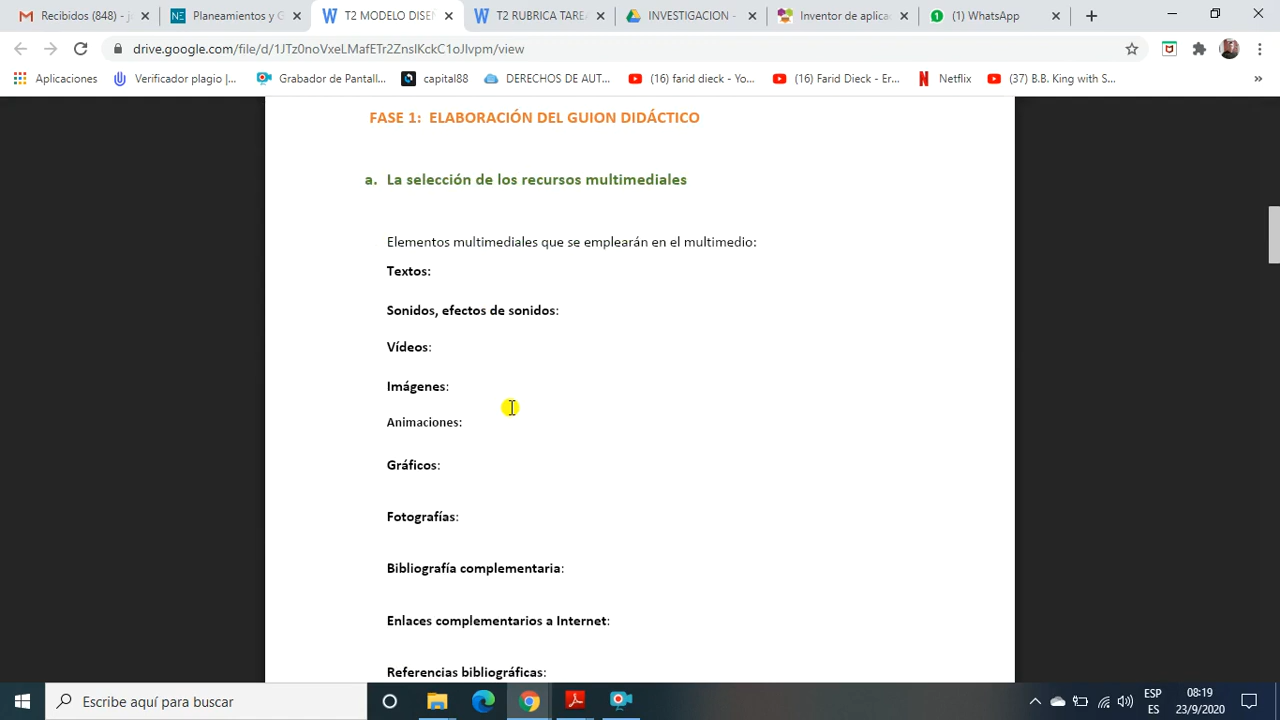 Recibidos (848) - j
Planeamientos y G
T2 MODELO DISEN
T2 RUBRICA TAREA
INVESTIGACION -
Inventor de aplica
(1) WhatsApp
drive.google.com/file/d/1JTz0noVxeLMafETr2ZnslKckC1oJlvpm/view
Aplicaciones
Verificador plagio |...
Grabador de Pantall...
capital88
DERECHOS DE AUT...
(16) farid dieck - Yo...
(16) Farid Dieck - Er...
Netflix
(37) B.B. King with S...
FASE 1: ELABORACIÓN DEL GUION DIDÁCTICO
a. La selección de los recursos multimediales
Elementos multimediales que se emplearán en el multimedio:
Textos:
Sonidos, efectos de sonidos:
Vídeos:
Imágenes:
Animaciones:
Gráficos:
Fotografías:
Bibliografía complementaria:
Enlaces complementarios a Internet:
Referencias bibliográficas:
Escribe aquí para buscar
ESP
ES
08:19
23/9/2020